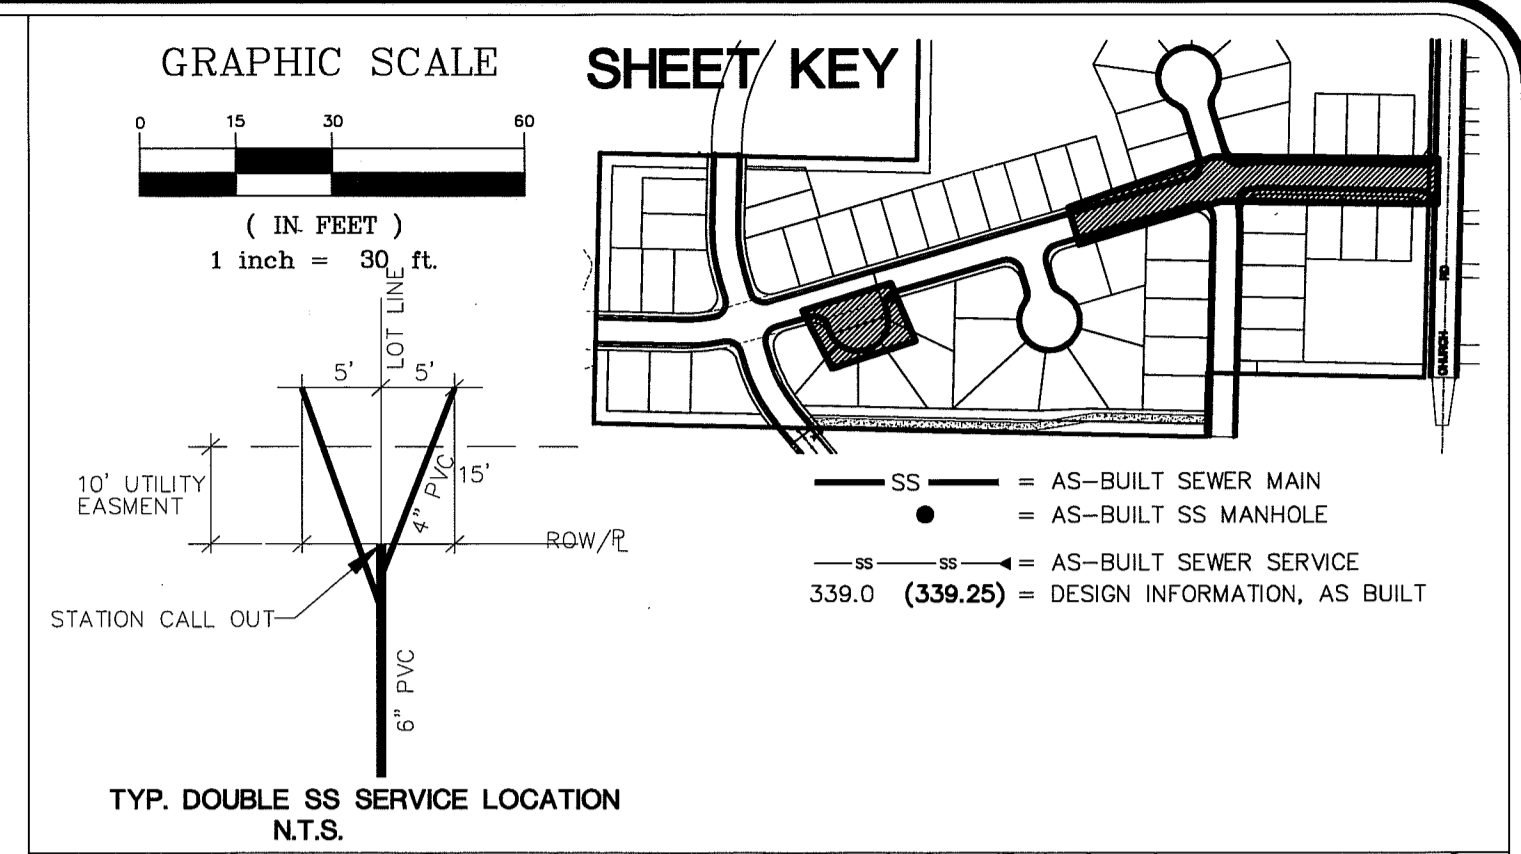 GRAPHIC SCALE
0 15 30 60
( IN FEET )
1 inch = 30 ft.
SHEET KEY
CHURCH RD
LOT LINE
5' 5'
10' UTILITY
EASMENT
4" PVC
15'
ROW/PL
STATION CALL OUT
6" PVC
TYP. DOUBLE SS SERVICE LOCATION
N.T.S.
SS = AS-BUILT SEWER MAIN
= AS-BUILT SS MANHOLE
SS SS = AS-BUILT SEWER SERVICE
339.0 (339.25) = DESIGN INFORMATION, AS BUILT